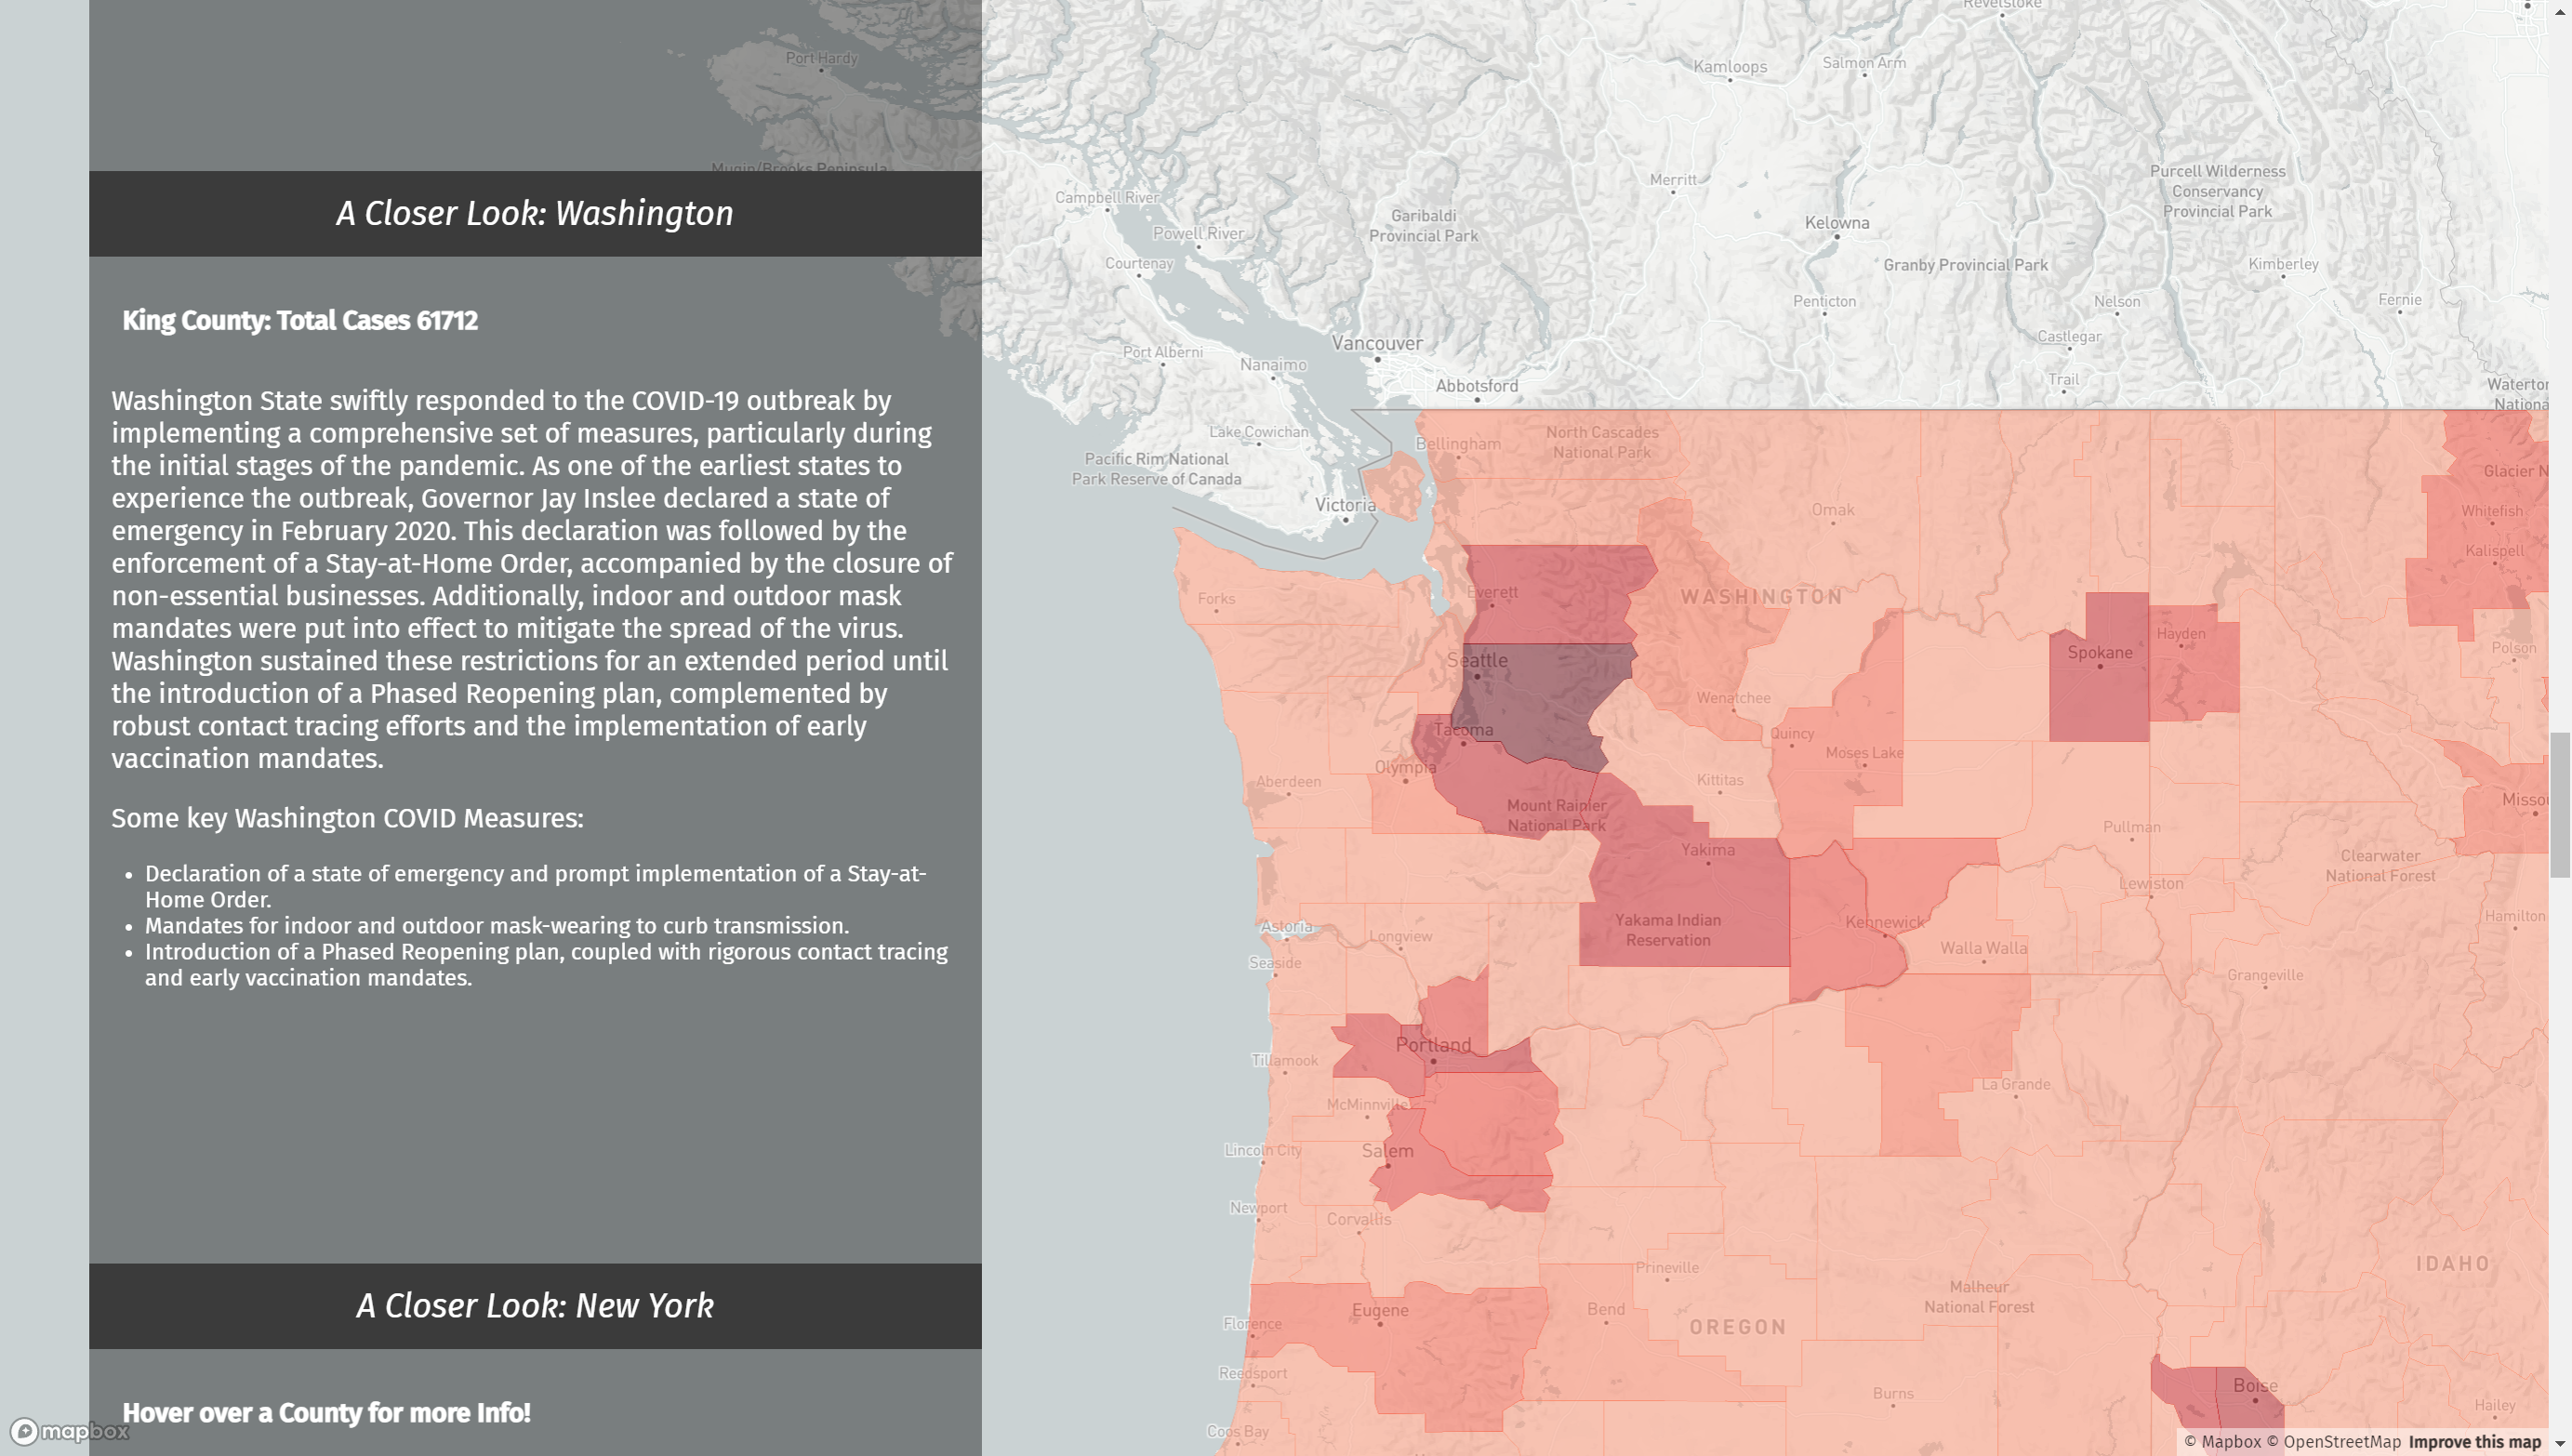 Port Hardy
Mugin/Brooks Peninsula
A Closer Look: Washington
King County: Total Cases 61712
Washington State swiftly responded to the COVID-19 outbreak by
implementing a comprehensive set of measures, particularly during
the initial stages of the pandemic. As one of the earliest states to
experience the outbreak, Governor Jay Inslee declared a state of
emergency in February 2020. This declaration was followed by the
enforcement of a Stay-at-Home Order, accompanied by the closure of
non-essential businesses. Additionally, indoor and outdoor mask
mandates were put into effect to mitigate the spread of the virus.
Washington sustained these restrictions for an extended period until
the introduction of a Phased Reopening plan, complemented by
robust contact tracing efforts and the implementation of early
vaccination mandates.
Some key Washington COVID Measures:
• Declaration of a state of emergency and prompt implementation of a Stay-at-
Home Order.
• Mandates for indoor and outdoor mask-wearing to curb transmission.
• Introduction of a Phased Reopening plan, coupled with rigorous contact tracing
and early vaccination mandates.
A Closer Look: New York
Hover over a County for more Info!
mapbox
Revelstoke
Kamloops
Salmon Arm
Merritt
Purcell Wilderness
Conservancy
Provincial Park
Campbell River
Powell River
Garibaldi
Provincial Park
Kelowna
Courtenay
Granby Provincial Park
Kimberley
Penticton
Nelson
Fernie
Castlegar
Vancouver
Port Alberni
Nanaimo
Abbotsford
Trail
Waterton
Nationa
Lake Cowichan
Bellingham
North Cascades
National Park
Pacific Rim National
Park Reserve of Canada
Glacier N
Victoria
Omak
Whitefish
Kalispell
Forks
Everett
WASHINGTON
Hayden
Polson
Seattle
Spokane
Wenatchee
Tacoma
Quincy
Moses Lake
Olympia
Aberdeen
Kittitas
Mount Rainier
National Park
Missou
Pullman
Yakima
Clearwater
National Forest
Lewiston
Yakama Indian
Reservation
Kennewick
Hamilton
Astoria
Longview
Walla Walla
Seaside
Grangeville
Portland
Tillamook
La Grande
McMinnville
Salem
Lincoln City
Newport
Corvallis
Prineville
IDAHO
Malheur
National Forest
Eugene
Bend
OREGON
Florence
Reedsport
Burns
Boise
Hailey
Coos Bay
© Mapbox © OpenStreetMap Improve this map